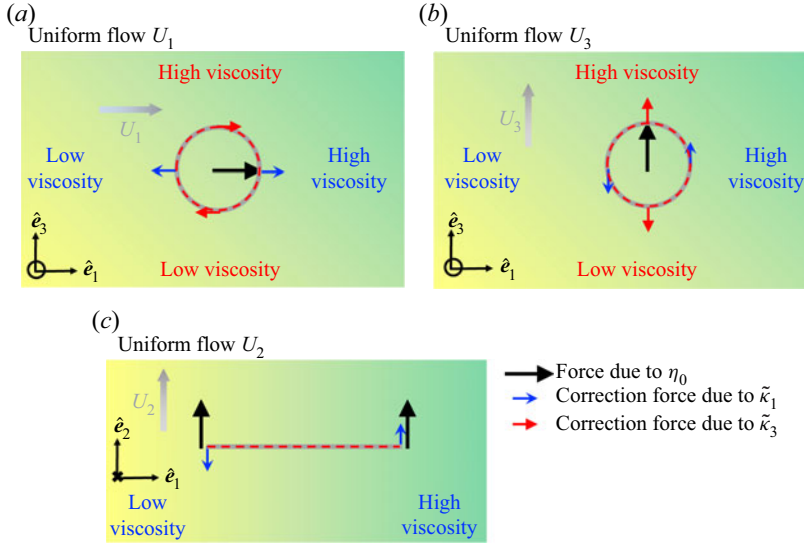 (a)
Uniform flow U₁
High viscosity
U₁
Low viscosity
High viscosity
ê₃
ê₁
Low viscosity
(b)
Uniform flow U₃
High viscosity
U₃
Low viscosity
High viscosity
ê₃
ê₁
Low viscosity
(c)
Uniform flow U₂
U₂
ê₂
ê₁
Low viscosity
High viscosity
Force due to η₀
Correction force due to κ̃₁
Correction force due to κ̃₃